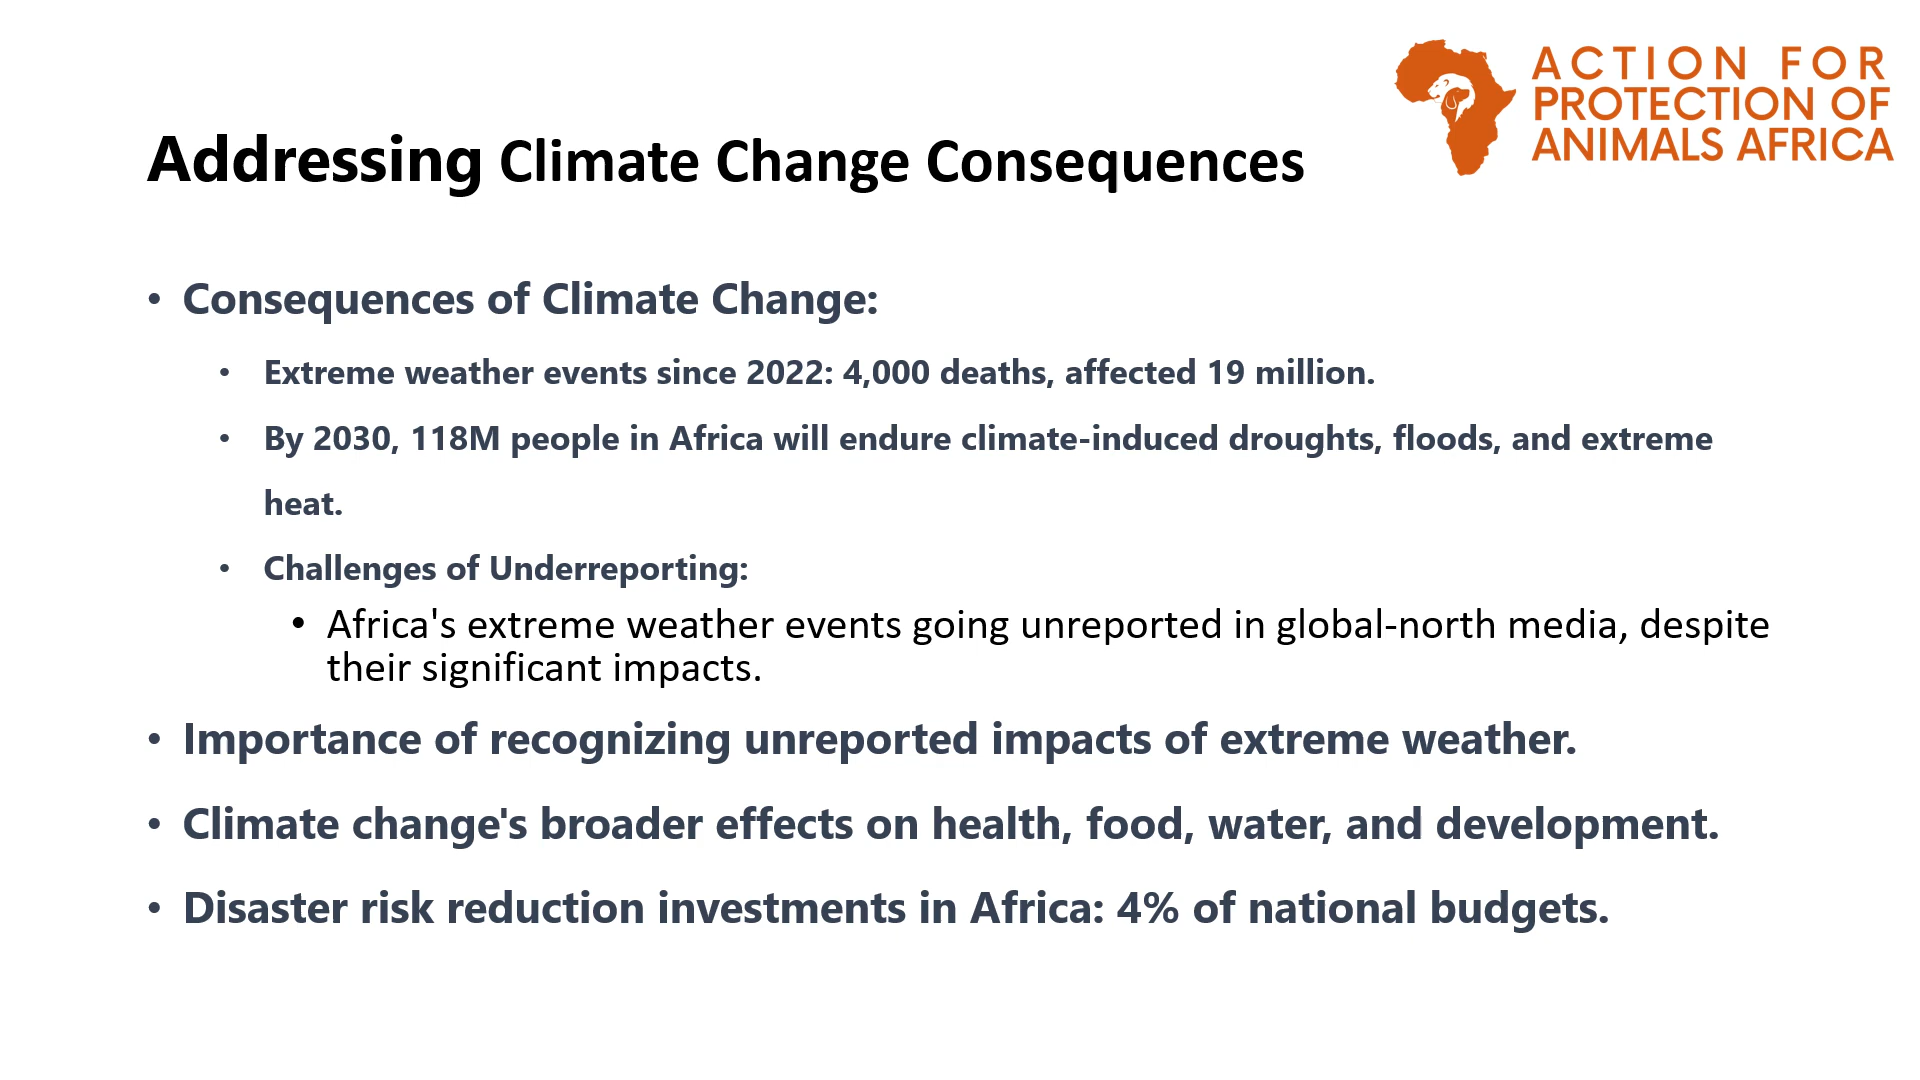 ACTION FOR
PROTECTION OF
ANIMALS AFRICA
Addressing Climate Change Consequences
• Consequences of Climate Change:
• Extreme weather events since 2022: 4,000 deaths, affected 19 million.
• By 2030, 118M people in Africa will endure climate-induced droughts, floods, and extreme
heat.
• Challenges of Underreporting:
• Africa's extreme weather events going unreported in global-north media, despite
their significant impacts.
• Importance of recognizing unreported impacts of extreme weather.
• Climate change's broader effects on health, food, water, and development.
• Disaster risk reduction investments in Africa: 4% of national budgets.